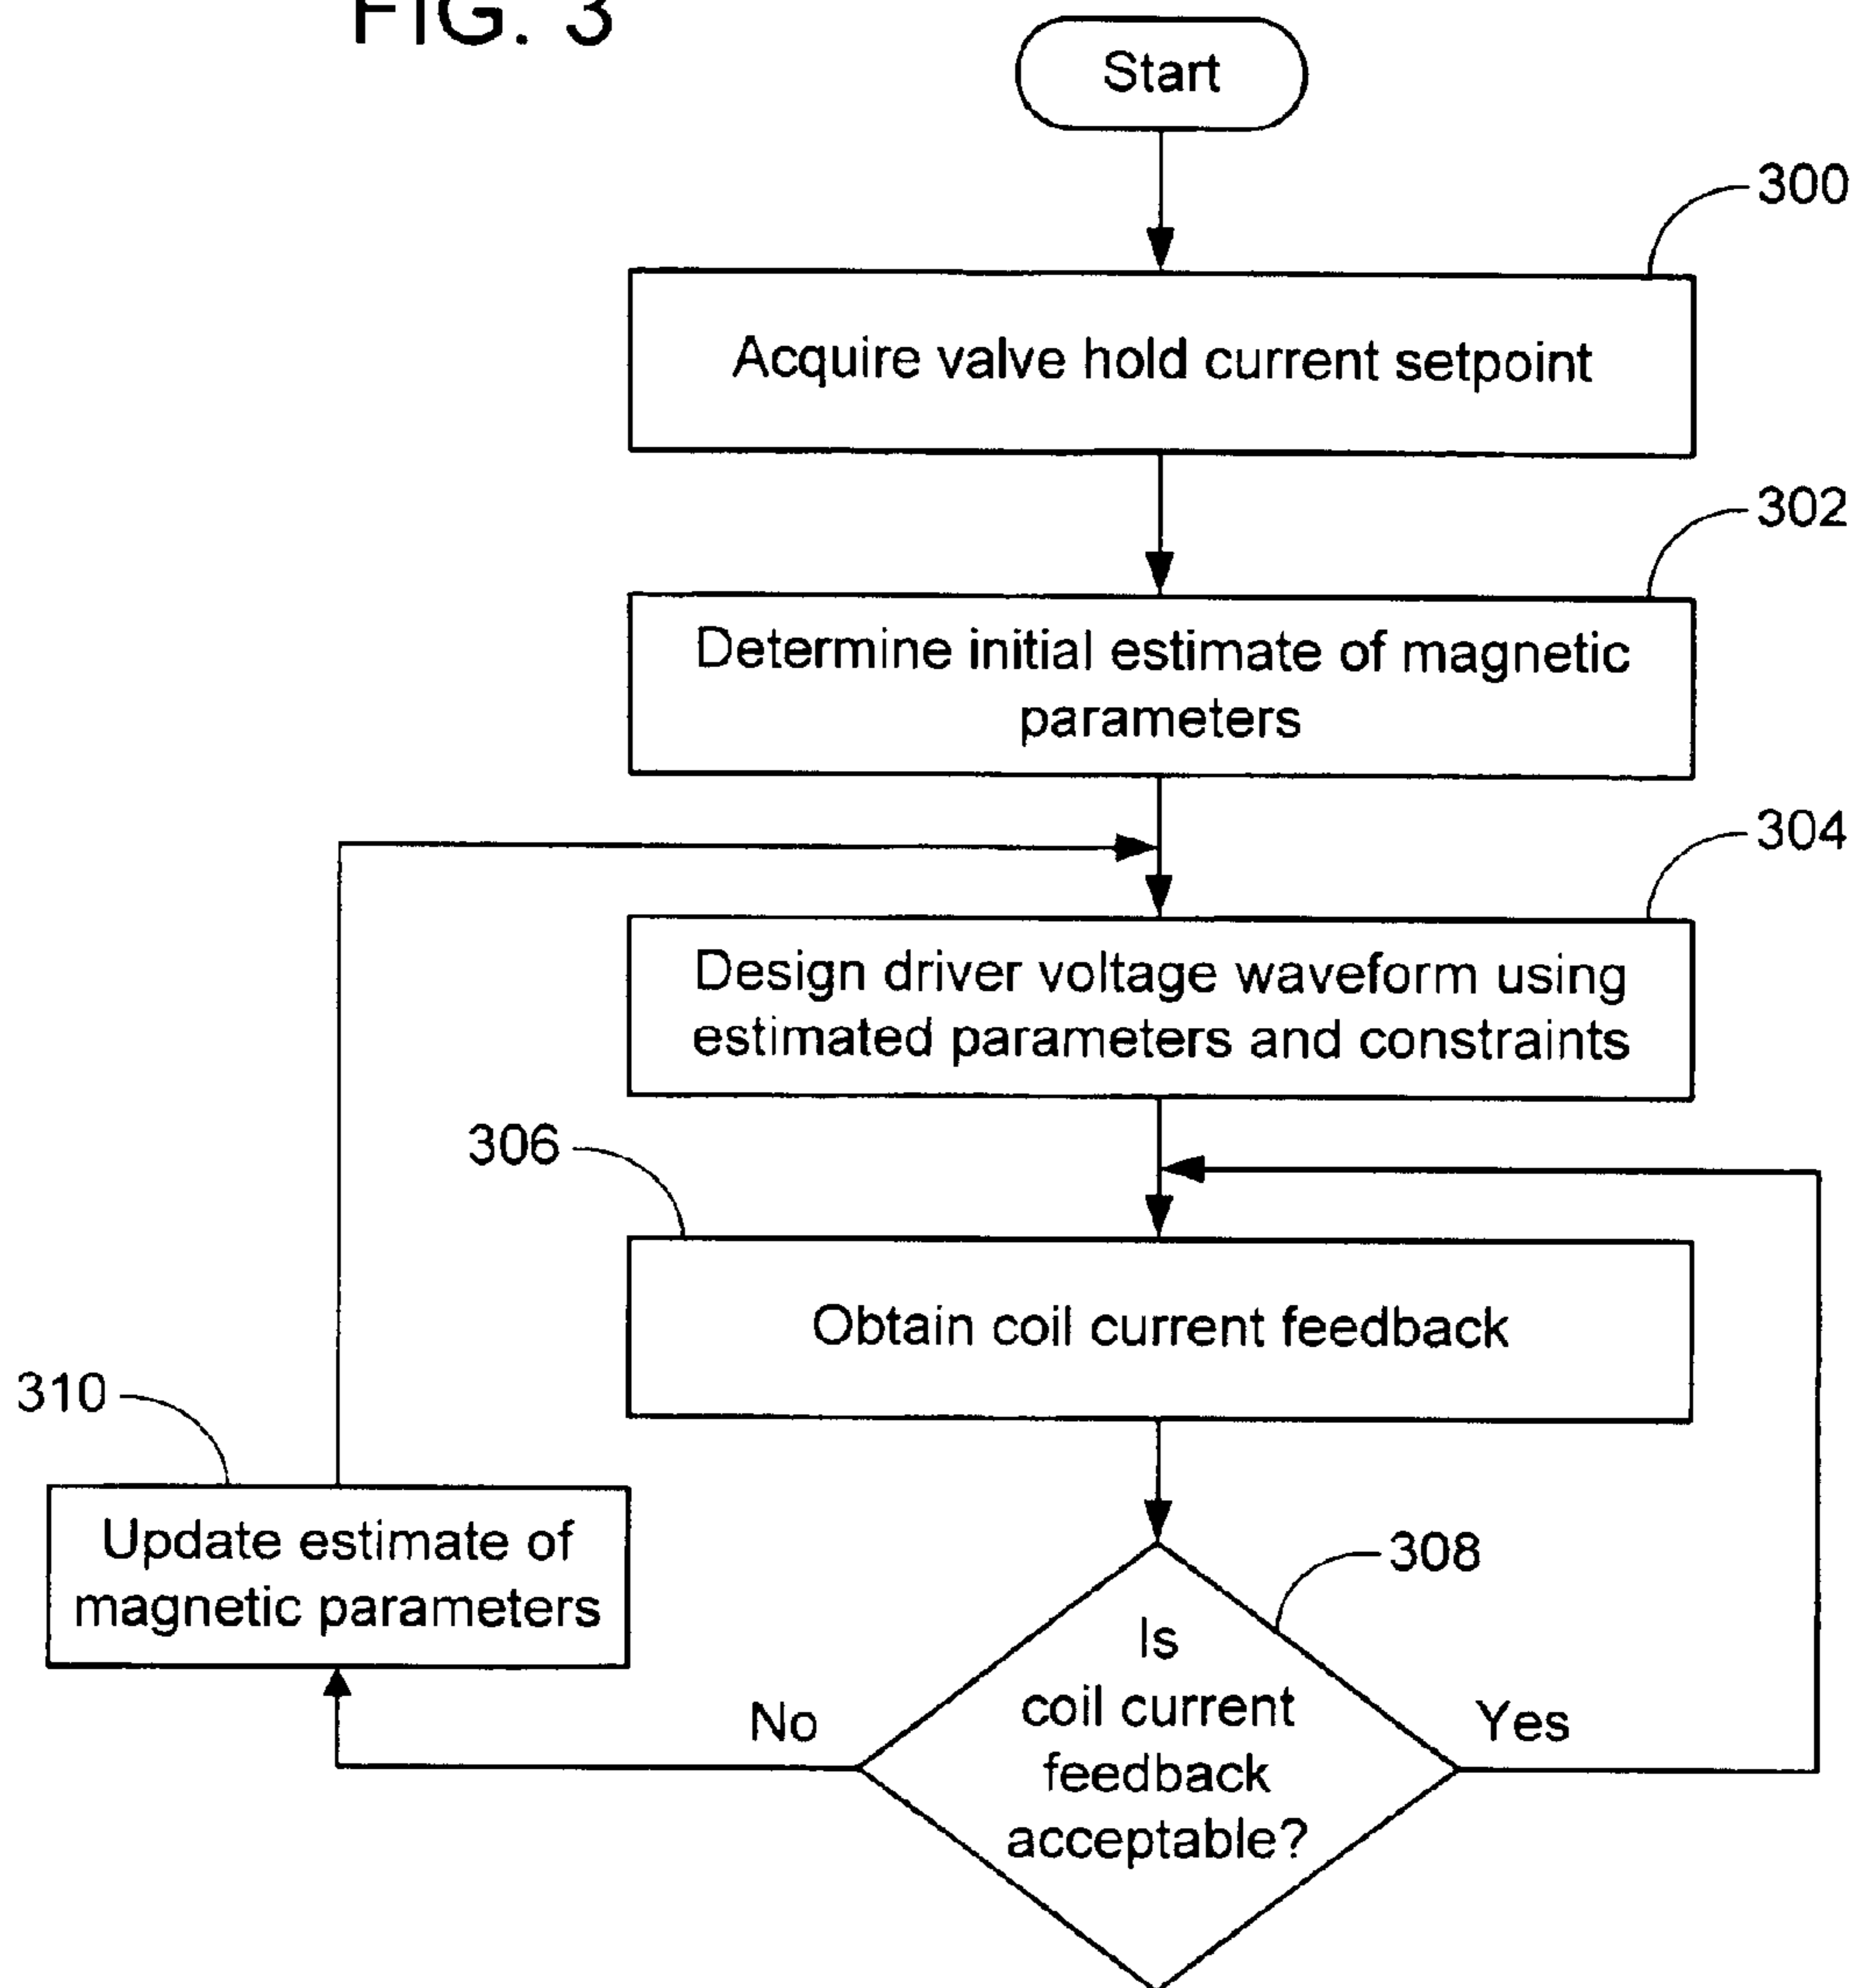 FIG. 3
Start
300
Acquire valve hold current setpoint
302
Determine initial estimate of magnetic
parameters
304
Design driver voltage waveform using
estimated parameters and constraints
306
Obtain coil current feedback
310
Update estimate of
magnetic parameters
308
Is
coil current
feedback
acceptable?
No
Yes